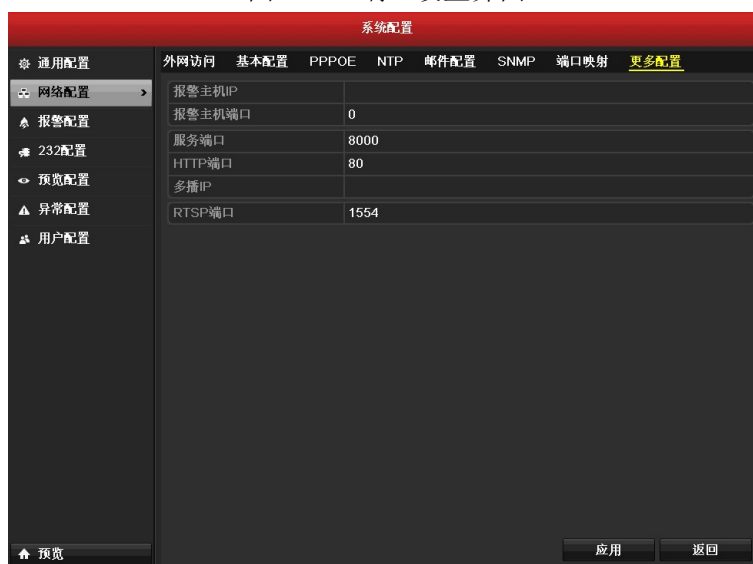 系统配置
通用配置
网络配置
报警配置
232配置
预览配置
异常配置
用户配置
预览
外网访问 基本配置 PPPOE NTP 邮件配置 SNMP 端口映射 更多配置
报警主机IP
报警主机端口 0
服务端口 8000
HTTP端口 80
多播IP
RTSP端口 1554
应用 返回